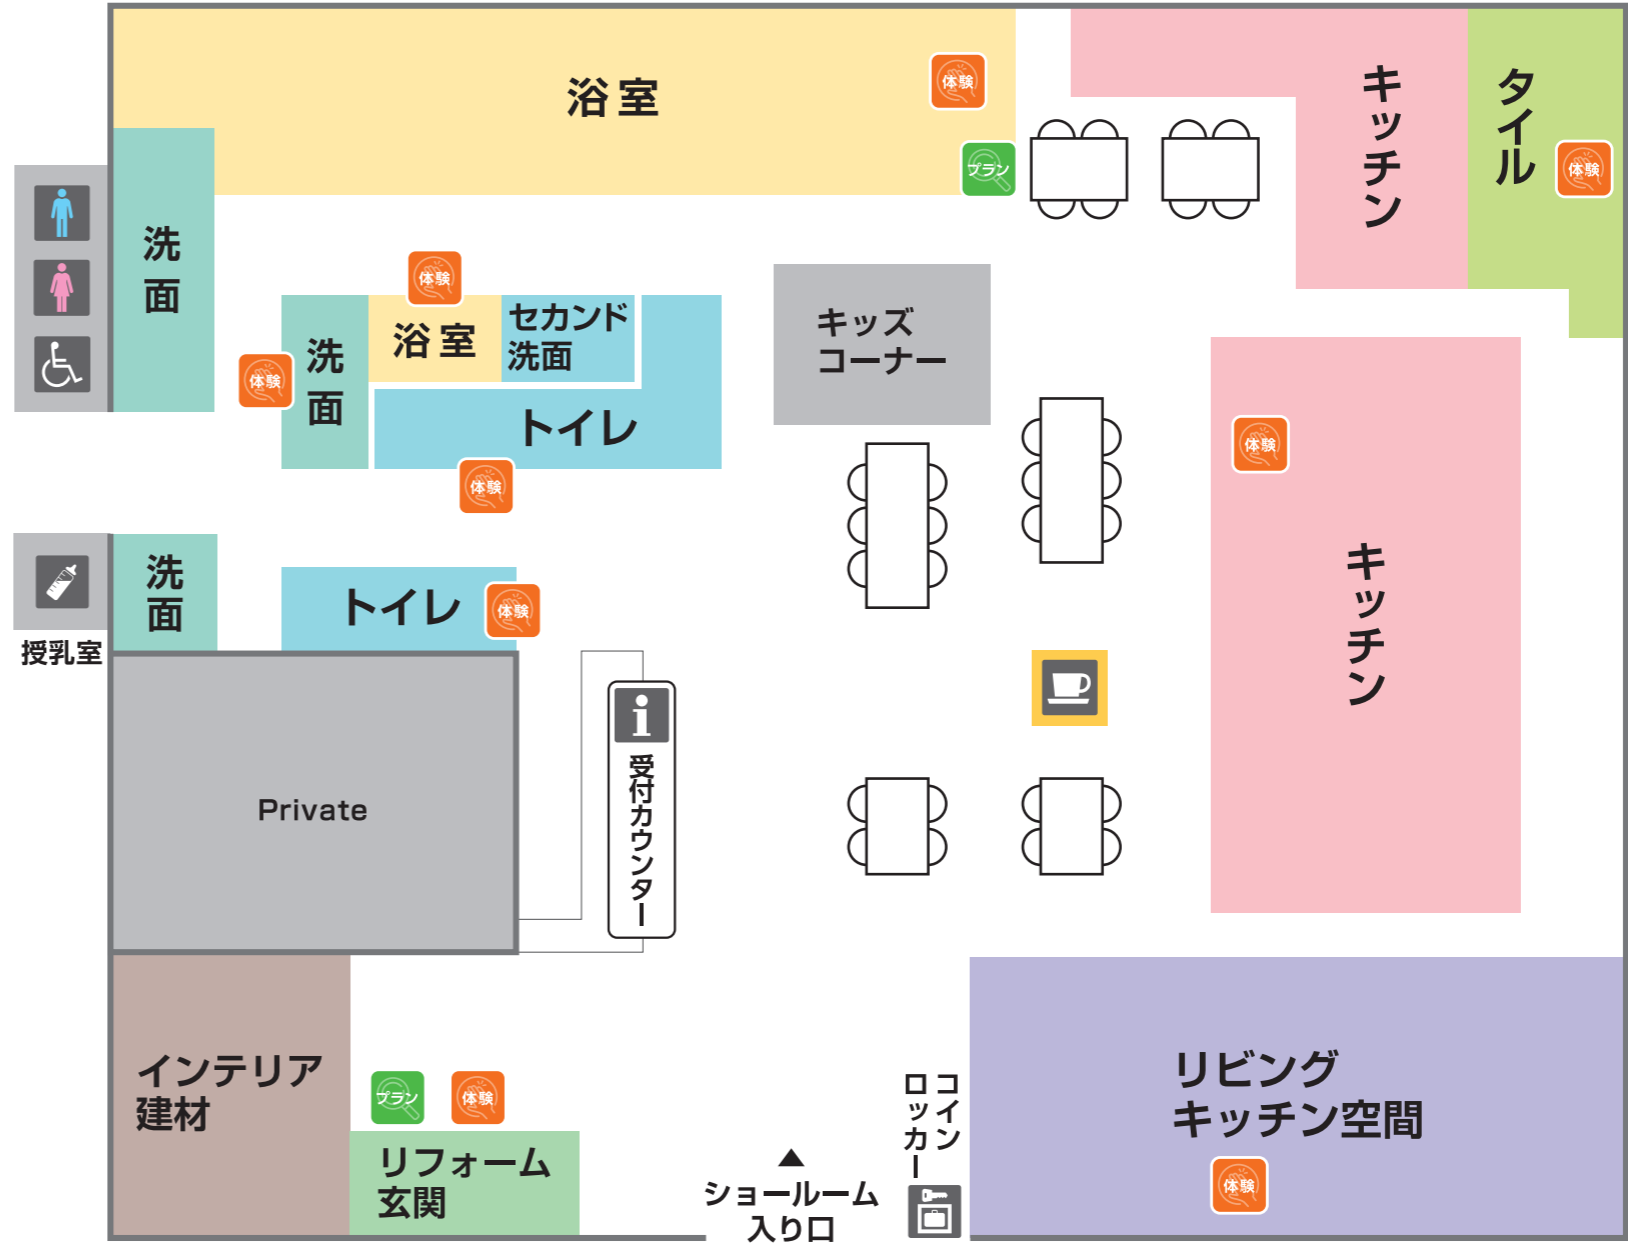 浴室
体験
プラン
キッチン
タイル
体験
洗面
体験
洗面
浴室
セカンド
洗面
トイレ
体験
体験
キッズ
コーナー
体験
キッチン
洗面
トイレ
体験
授乳室
Private
i
受付カウンター
インテリア
建材
プラン
体験
リフォーム
玄関
ショールーム
入り口
コイン
ロッカー
リビング
キッチン空間
体験